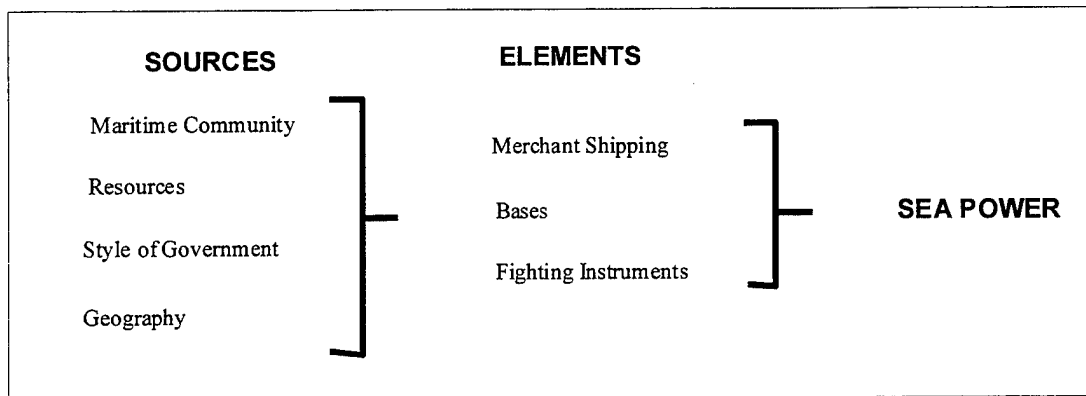 SOURCES
Maritime Community
Resources
Style of Government
Geography
ELEMENTS
Merchant Shipping
Bases
Fighting Instruments
SEA POWER